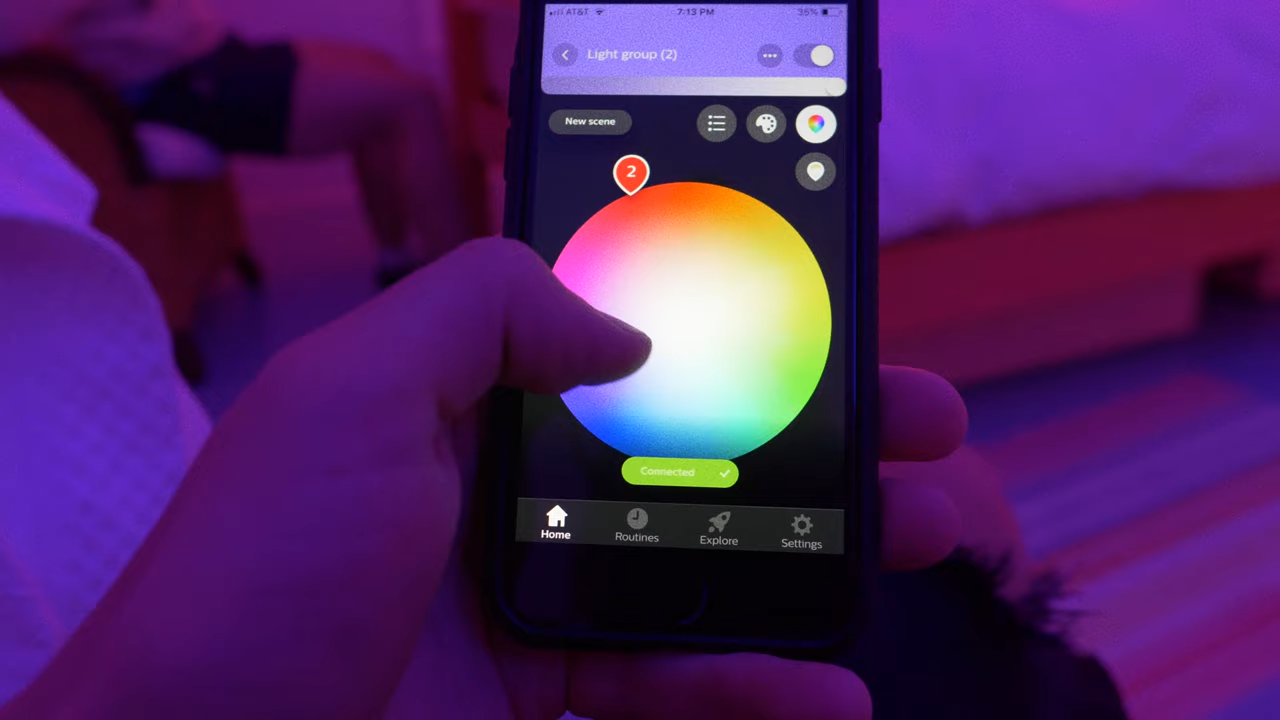 AT&T 7:13 PM 35%
Light group (2)
New scene
2
Connected
Home Routines Explore Settings